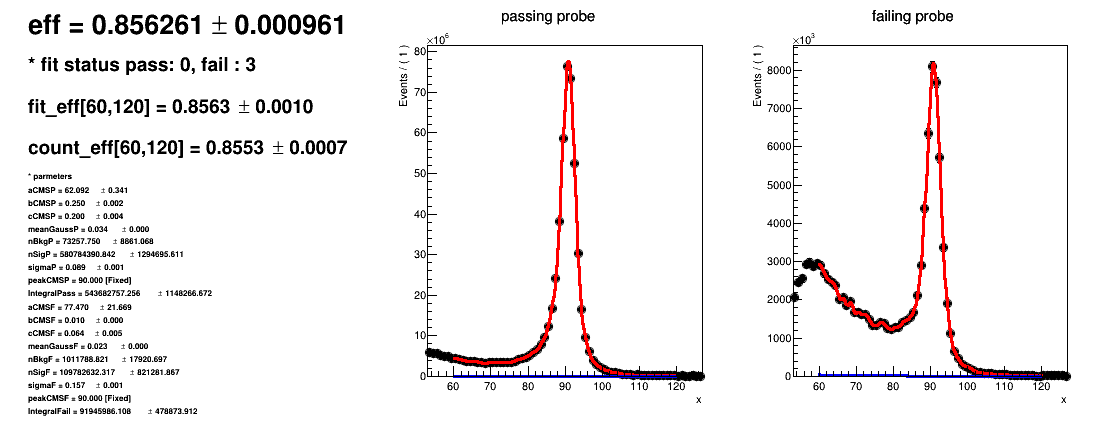 eff = 0.856261 ± 0.000961
* fit status pass: 0, fail : 3
fit_eff[60,120] = 0.8563 ± 0.0010
count_eff[60,120] = 0.8553 ± 0.0007
* parmeters
aCMSP = 62.092 ± 0.341
bCMSP = 0.250 ± 0.002
cCMSP = 0.200 ± 0.004
meanGaussP = 0.034 ± 0.000
nBkgP = 73257.750 ± 8861.068
nSigP = 580784390.842 ± 1294695.611
sigmaP = 0.089 ± 0.001
peakCMSP = 90.000 [Fixed]
IntegralPass = 543682757.256 ± 1148266.672
aCMSF = 77.470 ± 21.669
bCMSF = 0.010 ± 0.000
cCMSF = 0.064 ± 0.005
meanGaussF = 0.023 ± 0.000
nBkgF = 1011788.821 ± 17920.697
nSigF = 109782632.317 ± 821281.867
sigmaF = 0.157 ± 0.001
peakCMSF = 90.000 [Fixed]
IntegralFail = 91945986.108 ± 478873.912
passing probe
×10⁶
Events / ( 1 )
80
70
60
50
40
30
20
10
0
60 70 80 90 100 110 120
x
failing probe
×10³
Events / ( 1 )
8000
7000
6000
5000
4000
3000
2000
1000
0
60 70 80 90 100 110 120
x